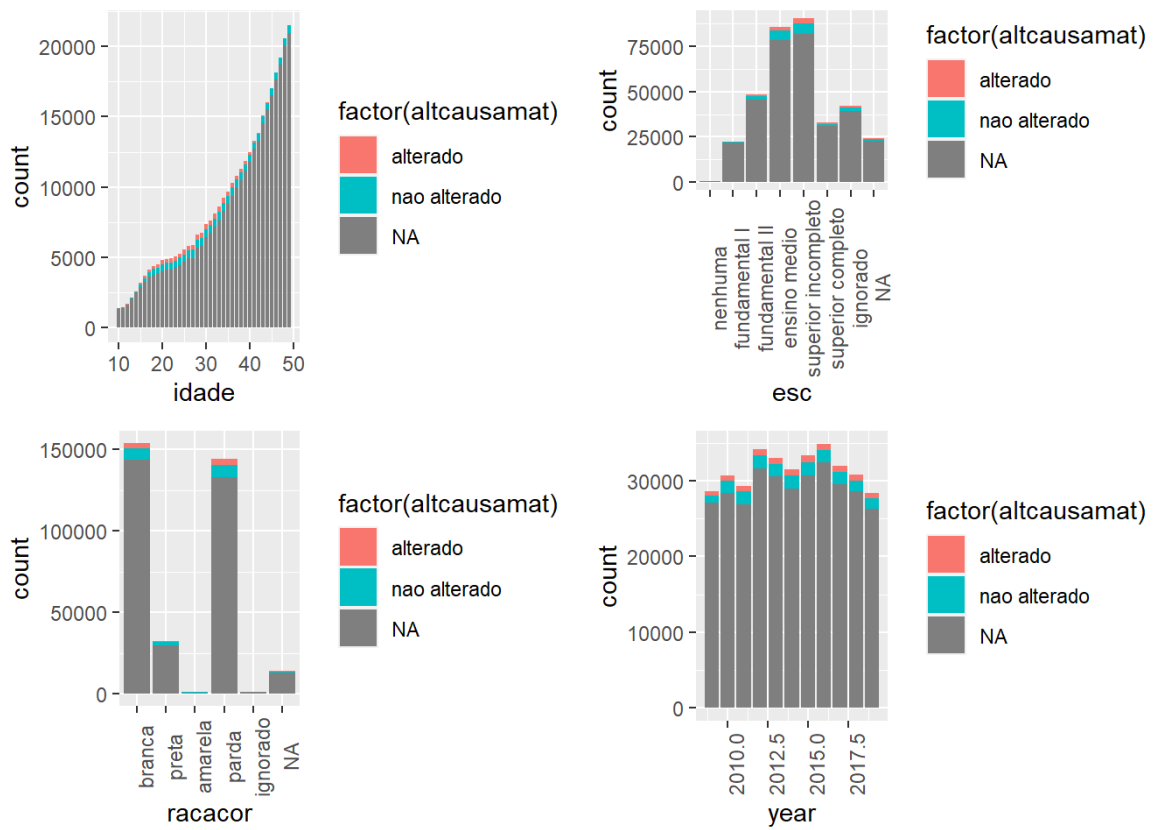 20000
15000
10000
5000
0
count
10
20
30
40
50
idade
factor(altcausamat)
alterado
nao alterado
NA
75000
50000
25000
0
count
nenhuma
fundamental I
fundamental II
ensino medio
superior incompleto
superior completo
ignorado
NA
esc
factor(altcausamat)
alterado
nao alterado
NA
150000
100000
50000
0
count
branca
preta
amarela
parda
ignorado
NA
racacor
factor(altcausamat)
alterado
nao alterado
NA
30000
20000
10000
0
count
2010.0
2012.5
2015.0
2017.5
year
factor(altcausamat)
alterado
nao alterado
NA